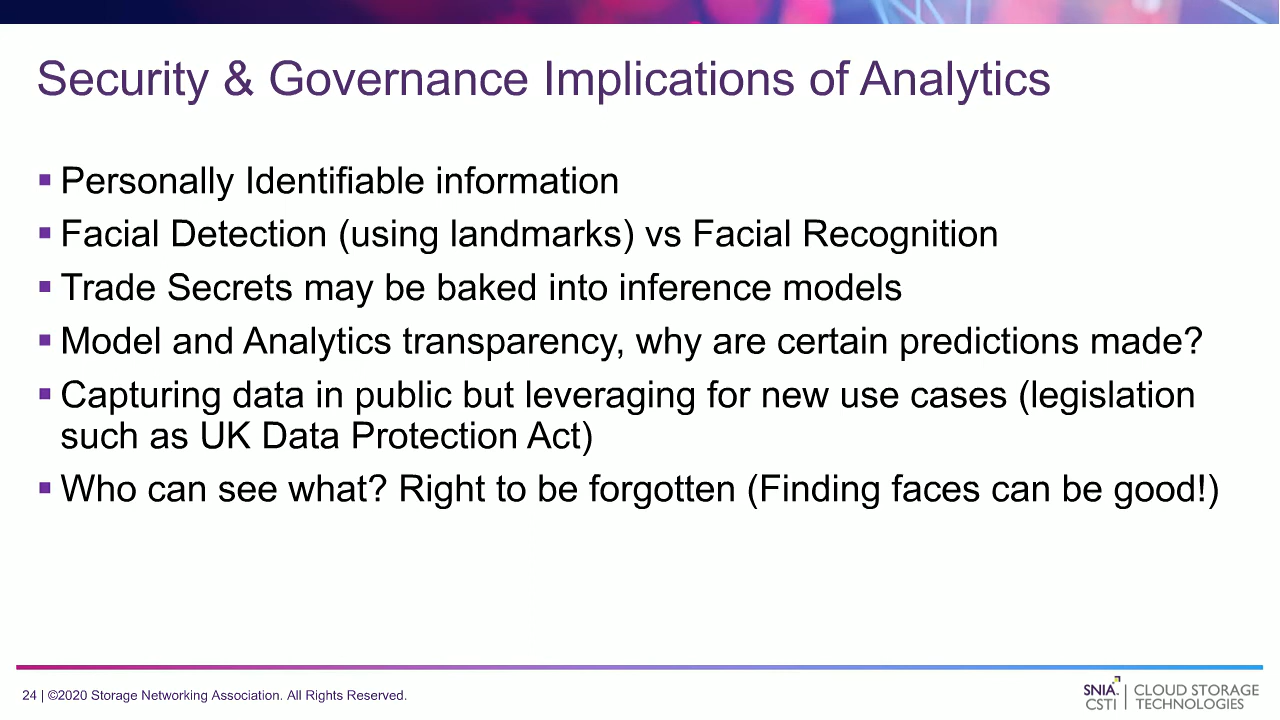 Security & Governance Implications of Analytics
▪ Personally Identifiable information
▪ Facial Detection (using landmarks) vs Facial Recognition
▪ Trade Secrets may be baked into inference models
▪ Model and Analytics transparency, why are certain predictions made?
▪ Capturing data in public but leveraging for new use cases (legislation
such as UK Data Protection Act)
▪ Who can see what? Right to be forgotten (Finding faces can be good!)
24 | ©2020 Storage Networking Association. All Rights Reserved.
SNIA. | CLOUD STORAGE
CSTI | TECHNOLOGIES